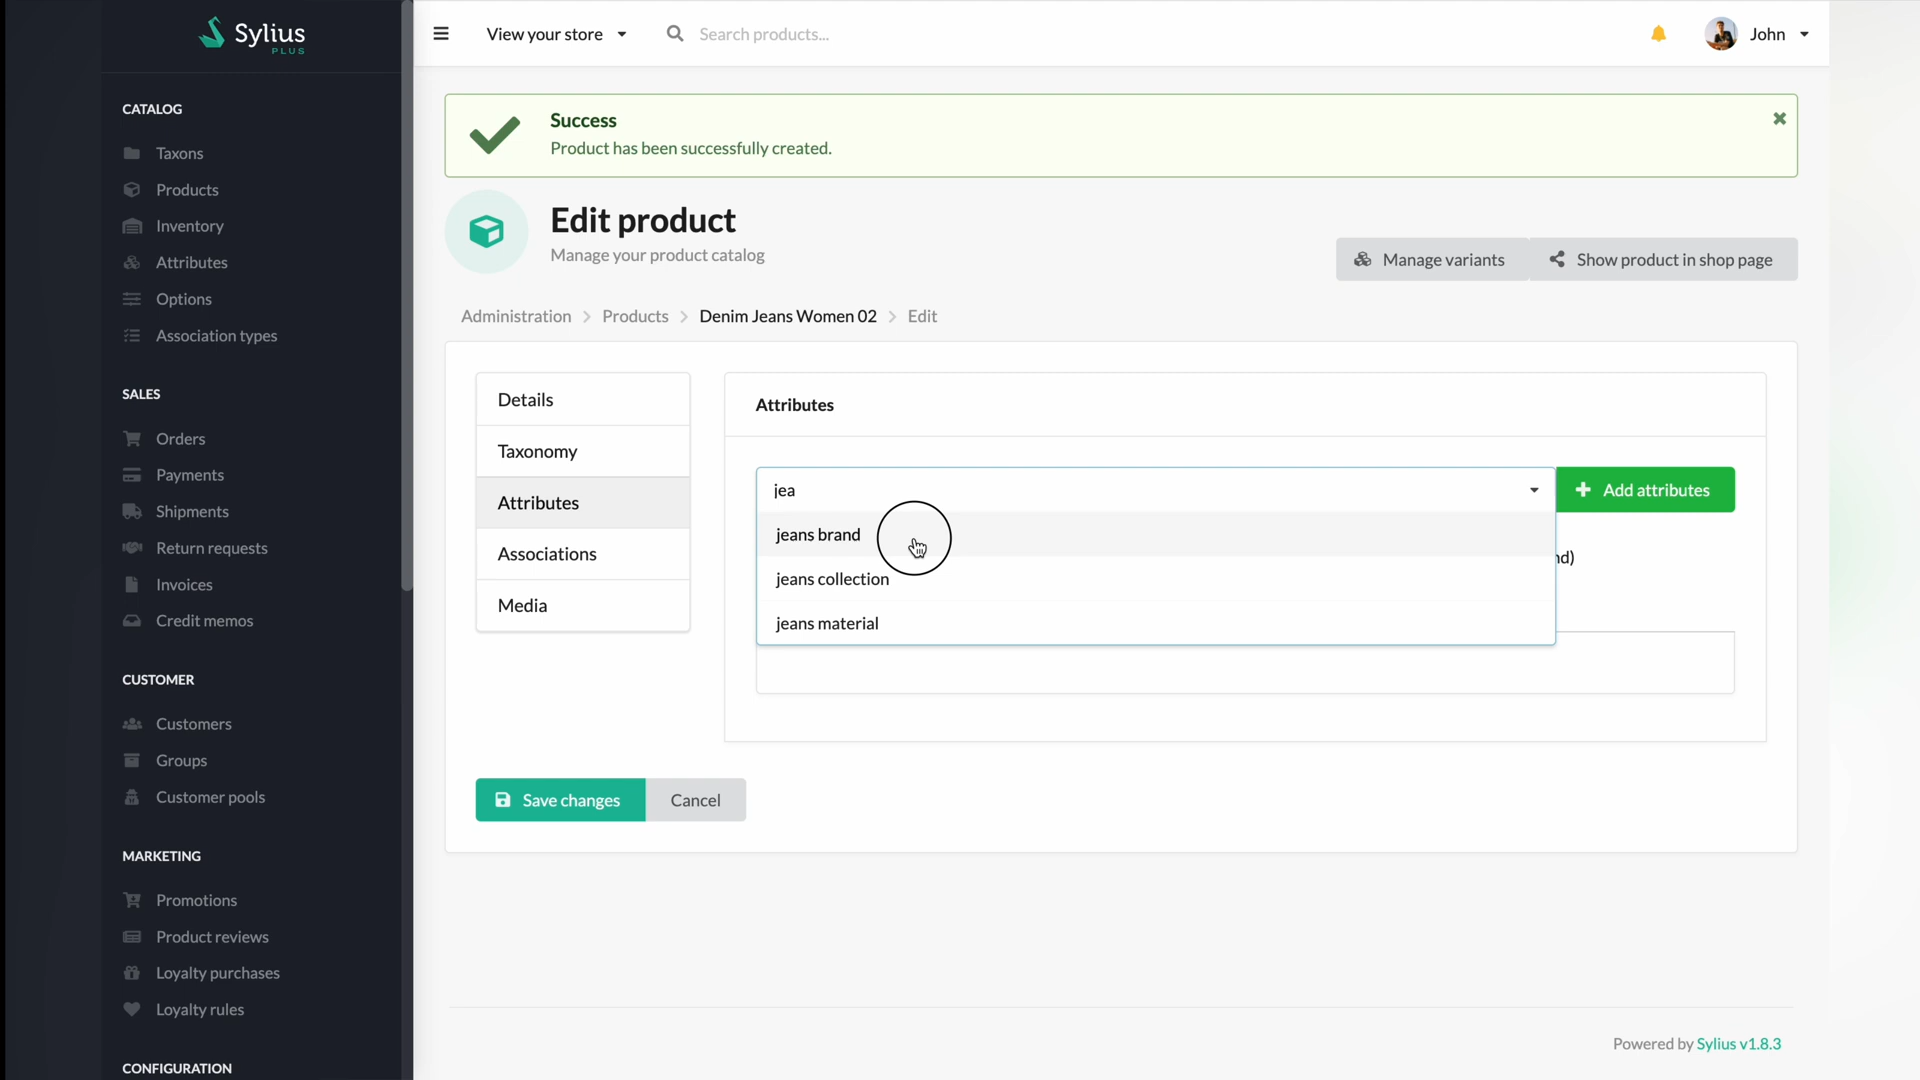 Sylius
PLUS
View your store
Search products...
John
CATALOG
Taxons
Products
Inventory
Attributes
Options
Association types
SALES
Orders
Payments
Shipments
Return requests
Invoices
Credit memos
CUSTOMER
Customers
Groups
Customer pools
MARKETING
Promotions
Product reviews
Loyalty purchases
Loyalty rules
CONFIGURATION
Success
Product has been successfully created.
Edit product
Manage your product catalog
Manage variants
Show product in shop page
Administration > Products > Denim Jeans Women 02 > Edit
Details
Taxonomy
Attributes
Associations
Media
Attributes
jea
Add attributes
jeans brand
jeans collection
jeans material
Save changes
Cancel
Powered by Sylius v1.8.3